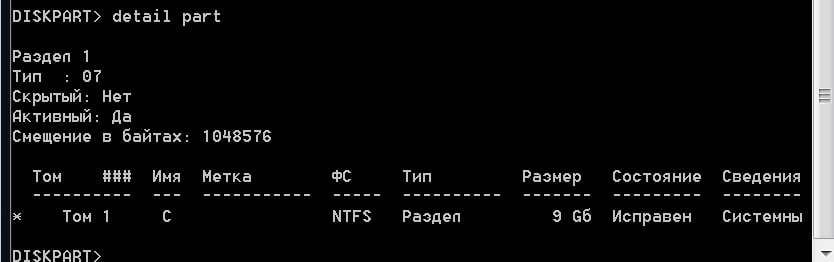 DISKPART> detail part
Раздел 1
Тип : 07
Скрытый: Нет
Активный: Да
Смещение в байтах: 1048576
Том ### Имя Метка ФС Тип Размер Состояние Сведения
---------- --- ----------- ----- ---------- ------- --------- --------
* Том 1 C NTFS Раздел 9 Gб Исправен Системны
DISKPART>